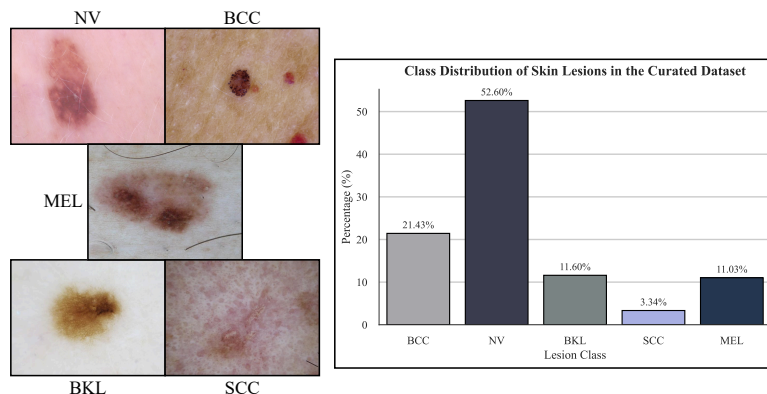 NV BCC
MEL
BKL SCC
Class Distribution of Skin Lesions in the Curated Dataset
52.60%
21.43%
11.60%
3.34%
11.03%
Percentage (%)
50
40
30
20
10
0
BCC NV BKL SCC MEL
Lesion Class